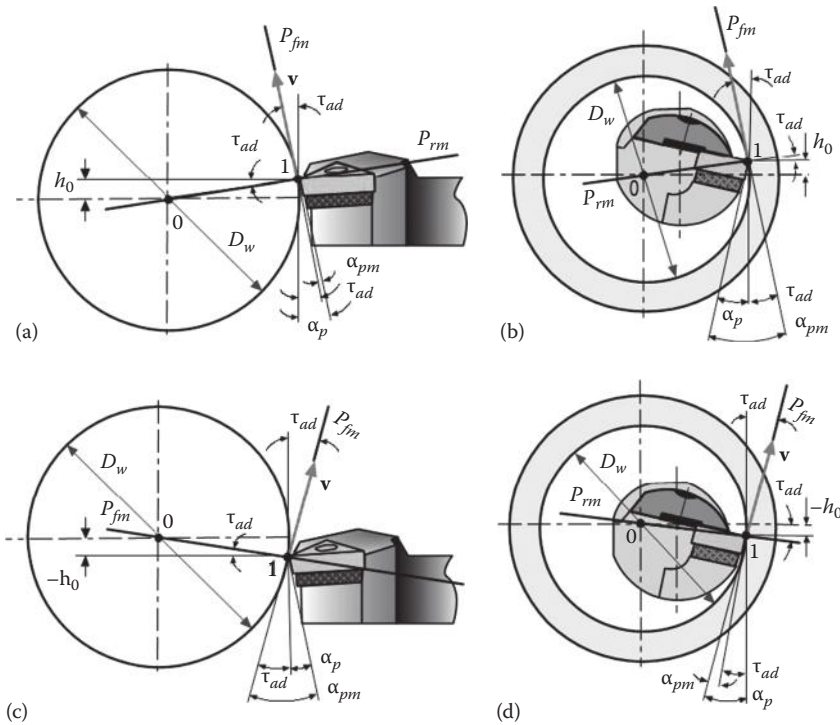 P_fm
v
τ_ad
P_rm
τ_ad
1
h_0
0
D_w
α_pm
τ_ad
α_p
(a)
P_fm
τ_ad
D_w
τ_ad
h_0
1
P_rm
0
τ_ad
α_p
α_pm
(b)
τ_ad
P_fm
D_w
v
P_fm
0
τ_ad
1
–h_0
α_p
τ_ad
α_pm
(c)
τ_ad
P_fm
D_w
v
P_rm
τ_ad
–h_0
0
1
τ_ad
α_pm
α_p
(d)